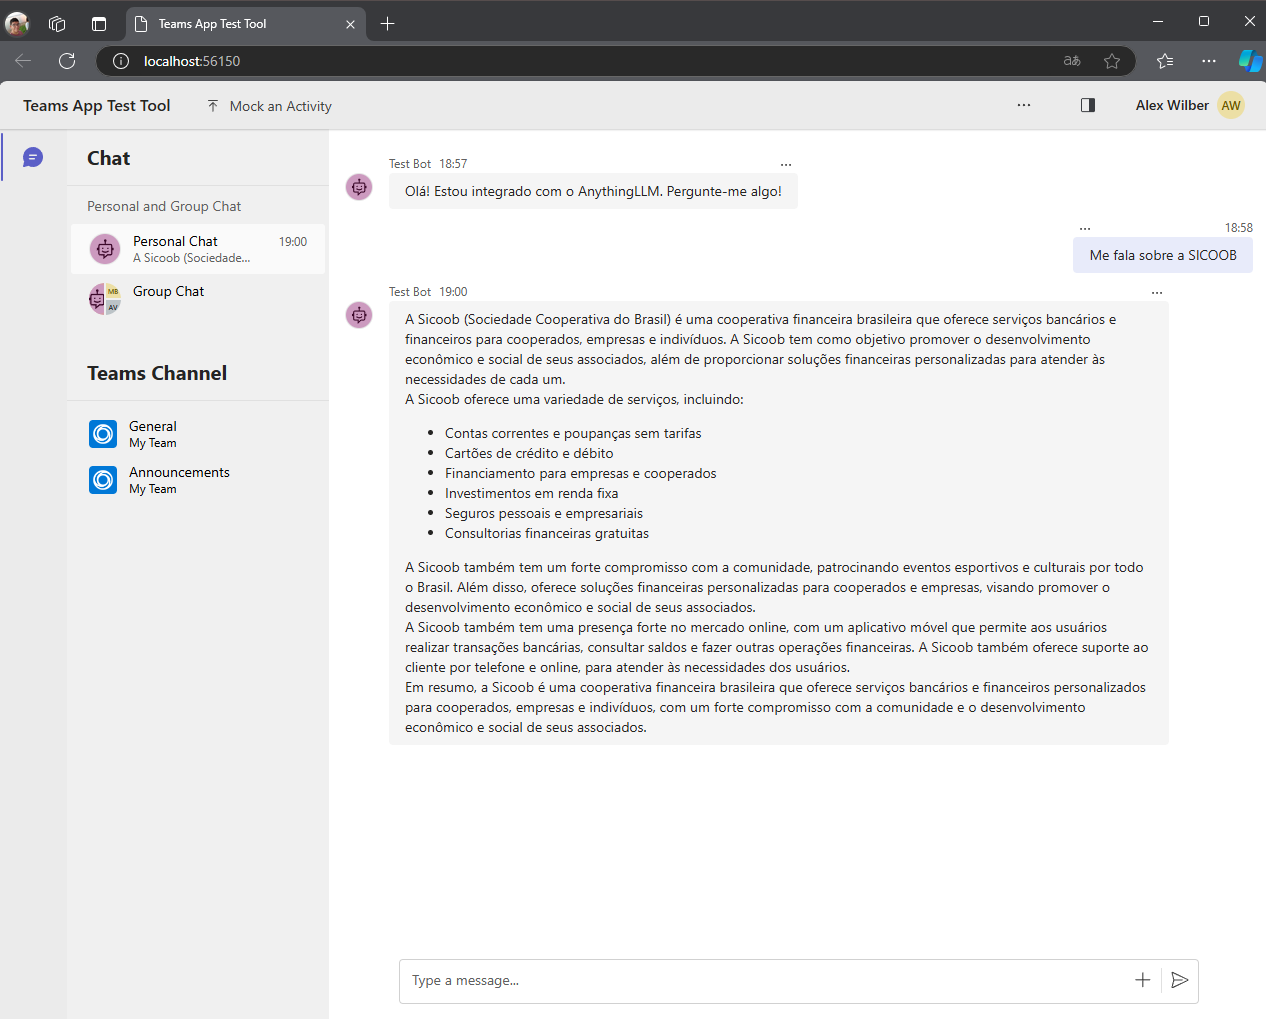 Teams App Test Tool
localhost:56150
aあ
Teams App Test Tool
Mock an Activity
Alex Wilber
AW
Chat
Personal and Group Chat
Personal Chat
19:00
A Sicoob (Sociedade...
MB
AV
Group Chat
Teams Channel
General
My Team
Announcements
My Team
Test Bot 18:57
Olá! Estou integrado com o AnythingLLM. Pergunte-me algo!
18:58
Me fala sobre a SICOOB
Test Bot 19:00
A Sicoob (Sociedade Cooperativa do Brasil) é uma cooperativa financeira brasileira que oferece serviços bancários e
financeiros para cooperados, empresas e indivíduos. A Sicoob tem como objetivo promover o desenvolvimento
econômico e social de seus associados, além de proporcionar soluções financeiras personalizadas para atender às
necessidades de cada um.
A Sicoob oferece uma variedade de serviços, incluindo:
• Contas correntes e poupanças sem tarifas
• Cartões de crédito e débito
• Financiamento para empresas e cooperados
• Investimentos em renda fixa
• Seguros pessoais e empresariais
• Consultorias financeiras gratuitas
A Sicoob também tem um forte compromisso com a comunidade, patrocinando eventos esportivos e culturais por todo
o Brasil. Além disso, oferece soluções financeiras personalizadas para cooperados e empresas, visando promover o
desenvolvimento econômico e social de seus associados.
A Sicoob também tem uma presença forte no mercado online, com um aplicativo móvel que permite aos usuários
realizar transações bancárias, consultar saldos e fazer outras operações financeiras. A Sicoob também oferece suporte ao
cliente por telefone e online, para atender às necessidades dos usuários.
Em resumo, a Sicoob é uma cooperativa financeira brasileira que oferece serviços bancários e financeiros personalizados
para cooperados, empresas e indivíduos, com um forte compromisso com a comunidade e o desenvolvimento
econômico e social de seus associados.
Type a message...